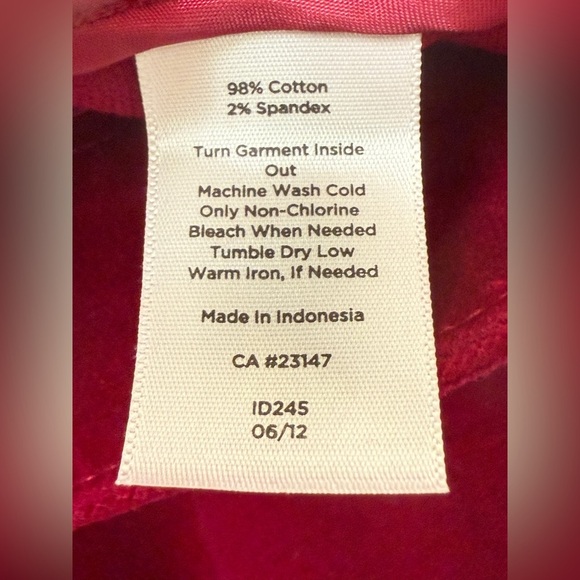 98% Cotton
2% Spandex
Turn Garment Inside
Out
Machine Wash Cold
Only Non-Chlorine
Bleach When Needed
Tumble Dry Low
Warm Iron, If Needed
Made In Indonesia
CA #23147
ID245
06/12